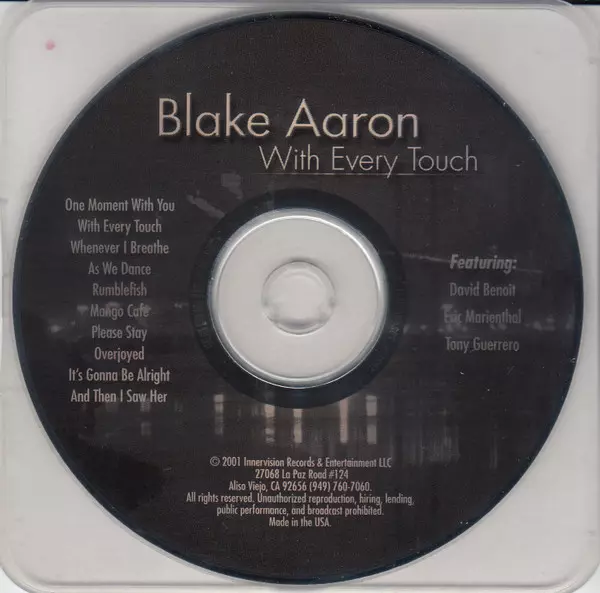 Blake Aaron
With Every Touch
One Moment With You
With Every Touch
Whenever I Breathe
As We Dance
Rumblefish
Mango Cafe
Please Stay
Overjoyed
It's Gonna Be Alright
And Then I Saw Her
Featuring:
David Benoit
Eric Marienthal
Tony Guerrero
© 2001 Innervision Records & Entertainment LLC
27068 La Paz Road #124
Aliso Viejo, CA 92656 (949) 760-7060.
All rights reserved. Unauthorized reproduction, hiring, lending,
public performance, and broadcast prohibited.
Made in the USA.